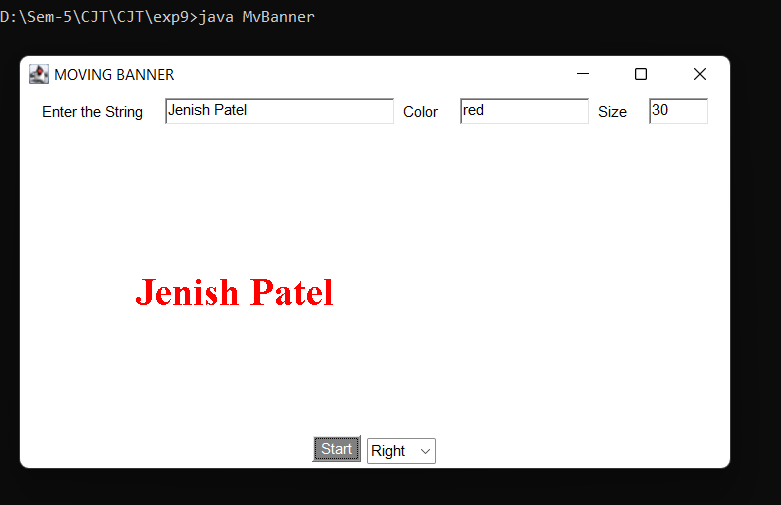 D:\Sem-5\CJT\CJT\exp9>java MvBanner
MOVING BANNER
Enter the String Jenish Patel Color red Size 30
Jenish Patel
Start Right